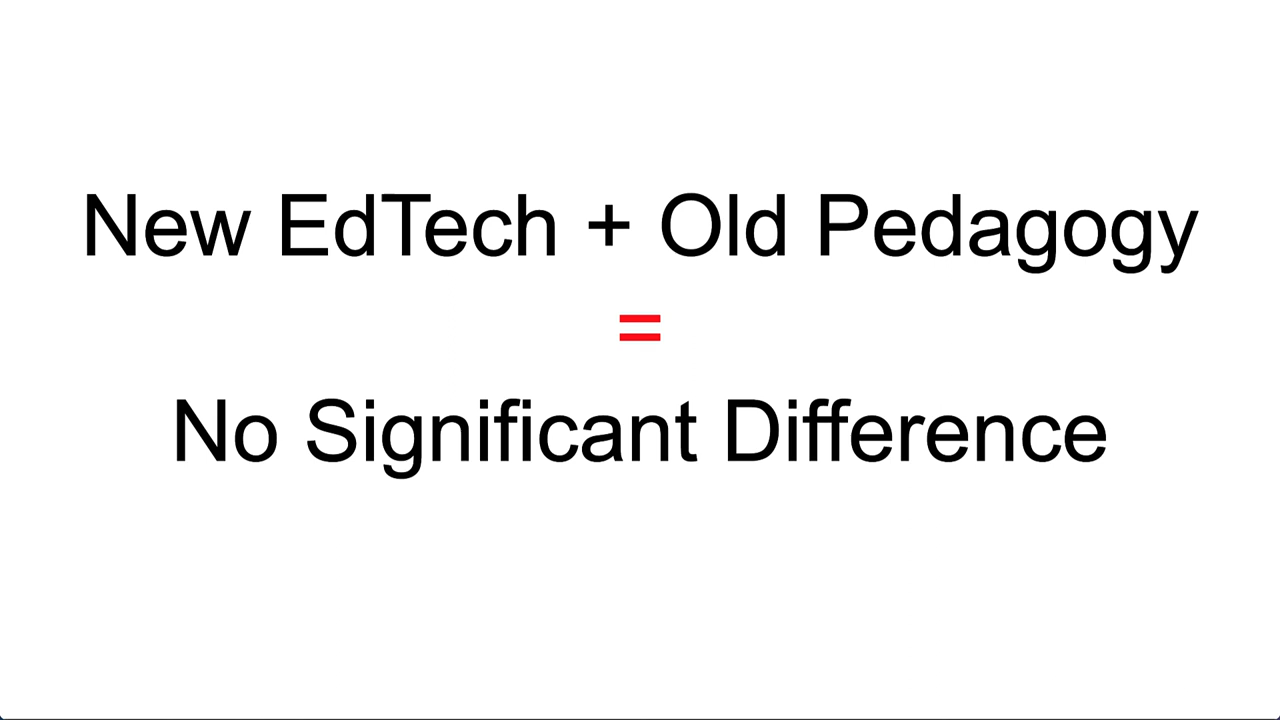 New EdTech + Old Pedagogy
=
No Significant Difference